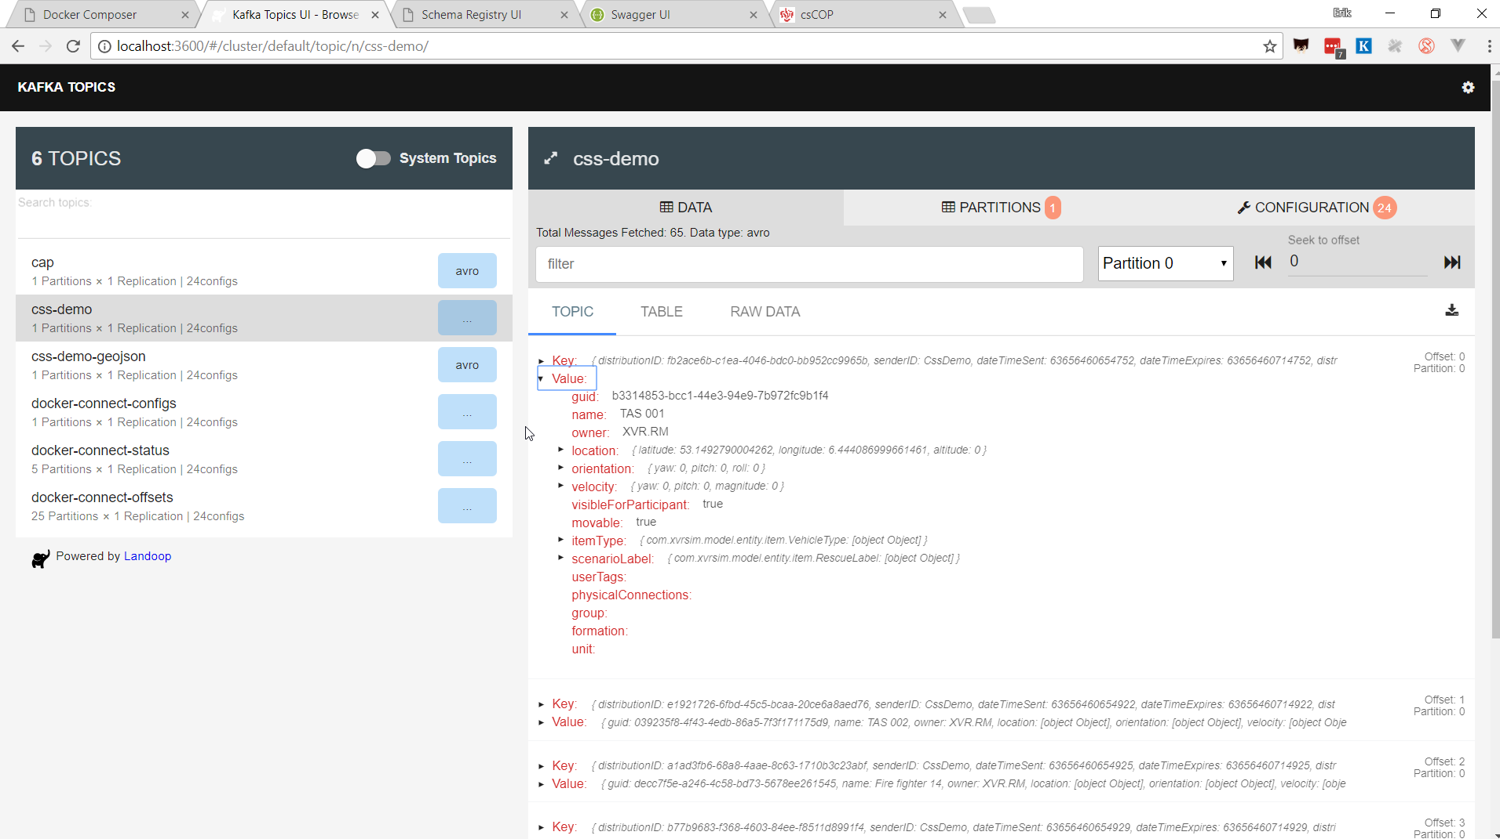 Docker Composer
Kafka Topics UI - Browse
Schema Registry UI
Swagger UI
csCOP
Erik
localhost:3600/#/cluster/default/topic/n/css-demo/
7
K
KAFKA TOPICS
6 TOPICS
System Topics
Search topics:
cap
1 Partitions × 1 Replication | 24configs
avro
css-demo
1 Partitions × 1 Replication | 24configs
...
css-demo-geojson
1 Partitions × 1 Replication | 24configs
avro
docker-connect-configs
1 Partitions × 1 Replication | 24configs
...
docker-connect-status
5 Partitions × 1 Replication | 24configs
...
docker-connect-offsets
25 Partitions × 1 Replication | 24configs
...
Powered by Landoop
css-demo
DATA
PARTITIONS 1
CONFIGURATION 24
Total Messages Fetched: 65. Data type: avro
filter
Partition 0
Seek to offset
0
TOPIC
TABLE
RAW DATA
Key: { distributionID: fb2ace6b-c1ea-4046-bdc0-bb952cc9965b, senderID: CssDemo, dateTimeSent: 63656460654752, dateTimeExpires: 63656460714752, distr
Offset: 0
Partition: 0
Value:
guid: b3314853-bcc1-44e3-94e9-7b972fc9b1f4
name: TAS 001
owner: XVR.RM
location: { latitude: 53.1492790004262, longitude: 6.444086999661461, altitude: 0 }
orientation: { yaw: 0, pitch: 0, roll: 0 }
velocity: { yaw: 0, pitch: 0, magnitude: 0 }
visibleForParticipant: true
movable: true
itemType: { com.xvrsim.model.entity.item.VehicleType: [object Object] }
scenarioLabel: { com.xvrsim.model.entity.item.RescueLabel: [object Object] }
userTags:
physicalConnections:
group:
formation:
unit:
Key: { distributionID: e1921726-6fbd-45c5-bcaa-20ce6a8aed76, senderID: CssDemo, dateTimeSent: 63656460654922, dateTimeExpires: 63656460714922, dist
Offset: 1
Partition: 0
Value: { guid: 039235f8-4f43-4edb-86a5-7f3f171175d9, name: TAS 002, owner: XVR.RM, location: [object Object], orientation: [object Object], velocity: [object Obje
Key: { distributionID: a1ad3fb6-68a8-4aae-8c63-1710b3c23abf, senderID: CssDemo, dateTimeSent: 63656460654925, dateTimeExpires: 63656460714925, distr
Offset: 2
Partition: 0
Value: { guid: decc7f5e-a246-4c58-bd73-5678ee261545, name: Fire fighter 14, owner: XVR.RM, location: [object Object], orientation: [object Object], velocity: [obje
Key: { distributionID: b77b9683-f368-4603-84ee-f8511d8991f4, senderID: CssDemo, dateTimeSent: 63656460654929, dateTimeExpires: 63656460714929, distri
Offset: 3
Partition: 0